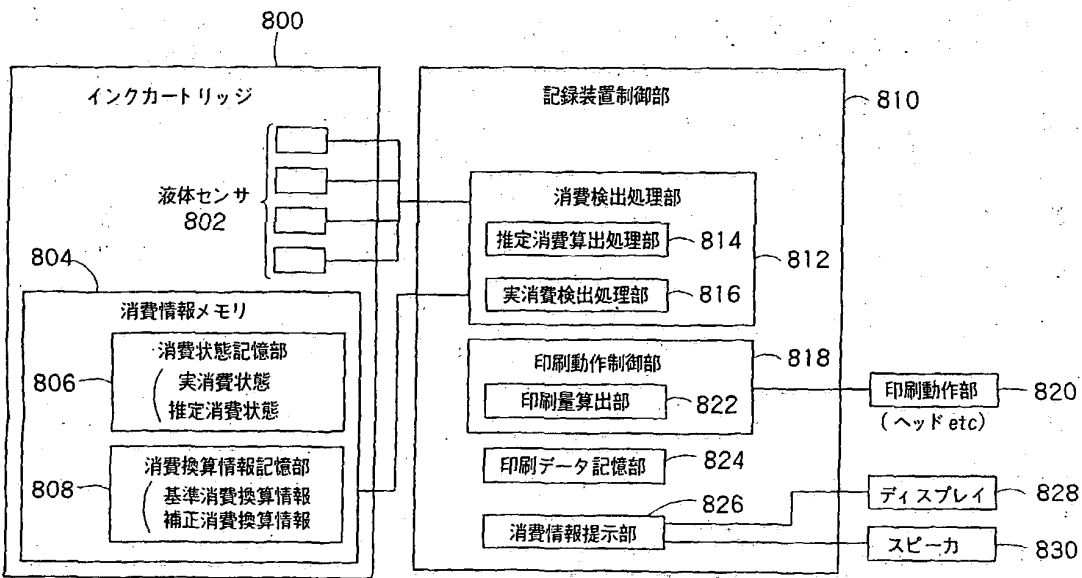 800
インクカートリッジ
液体センサ
802
804
消費情報メモリ
消費状態記憶部
806
実消費状態
推定消費状態
消費換算情報記憶部
808
基準消費換算情報
補正消費換算情報
記録装置制御部
810
消費検出処理部
推定消費算出処理部
814
812
実消費検出処理部
816
印刷動作制御部
818
印刷量算出部
822
印刷動作部
820
(ヘッド etc)
印刷データ記憶部
824
826
消費情報提示部
ディスプレイ
828
スピーカ
830